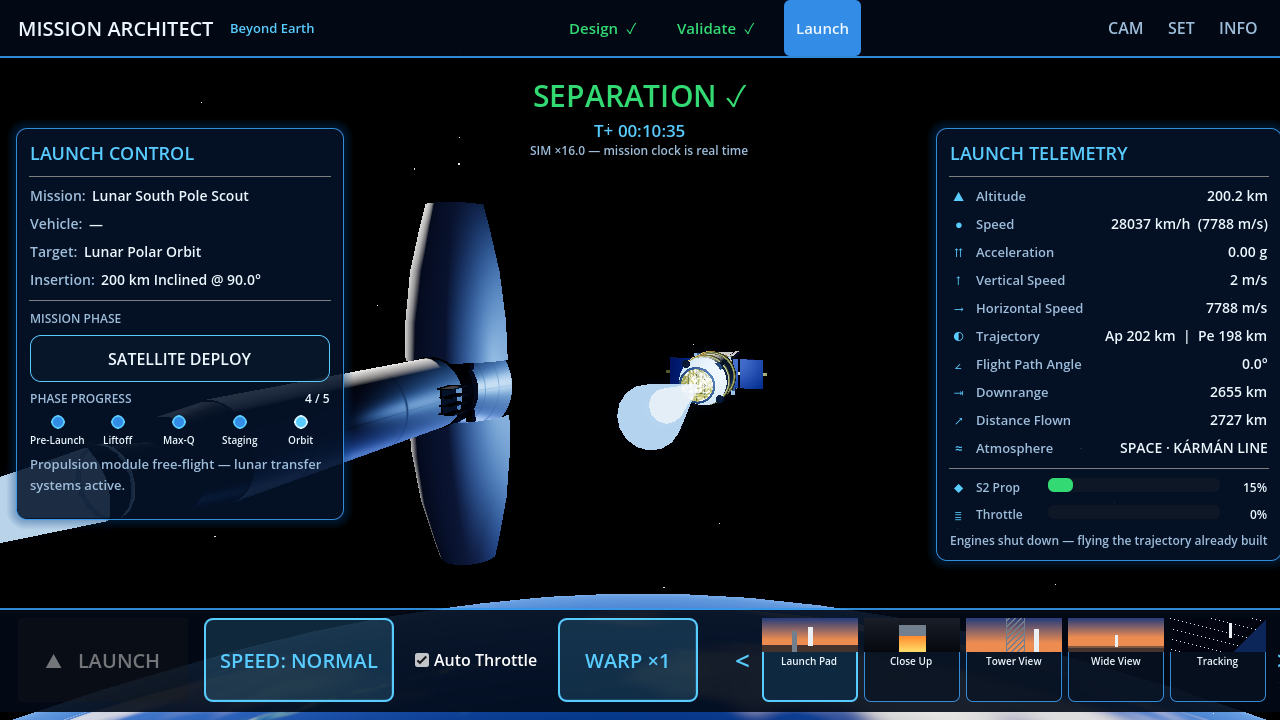 MISSION ARCHITECT Beyond Earth
Design ✓ Validate ✓ Launch
CAM SET INFO
SEPARATION ✓
T+ 00:10:35
SIM ×16.0 — mission clock is real time
LAUNCH CONTROL
Mission: Lunar South Pole Scout
Vehicle: —
Target: Lunar Polar Orbit
Insertion: 200 km Inclined @ 90.0°
MISSION PHASE
SATELLITE DEPLOY
PHASE PROGRESS 4 / 5
Pre-Launch Liftoff Max-Q Staging Orbit
Propulsion module free-flight — lunar transfer
systems active.
LAUNCH TELEMETRY
▲ Altitude 200.2 km
● Speed 28037 km/h (7788 m/s)
⇈ Acceleration 0.00 g
↑ Vertical Speed 2 m/s
→ Horizontal Speed 7788 m/s
◐ Trajectory Ap 202 km | Pe 198 km
∠ Flight Path Angle 0.0°
⇥ Downrange 2655 km
↗ Distance Flown 2727 km
≈ Atmosphere SPACE · KÁRMÁN LINE
◆ S2 Prop 15%
≣ Throttle 0%
Engines shut down — flying the trajectory already built
▲ LAUNCH
SPEED: NORMAL
Auto Throttle
WARP ×1
<
Launch Pad
Close Up
Tower View
Wide View
Tracking